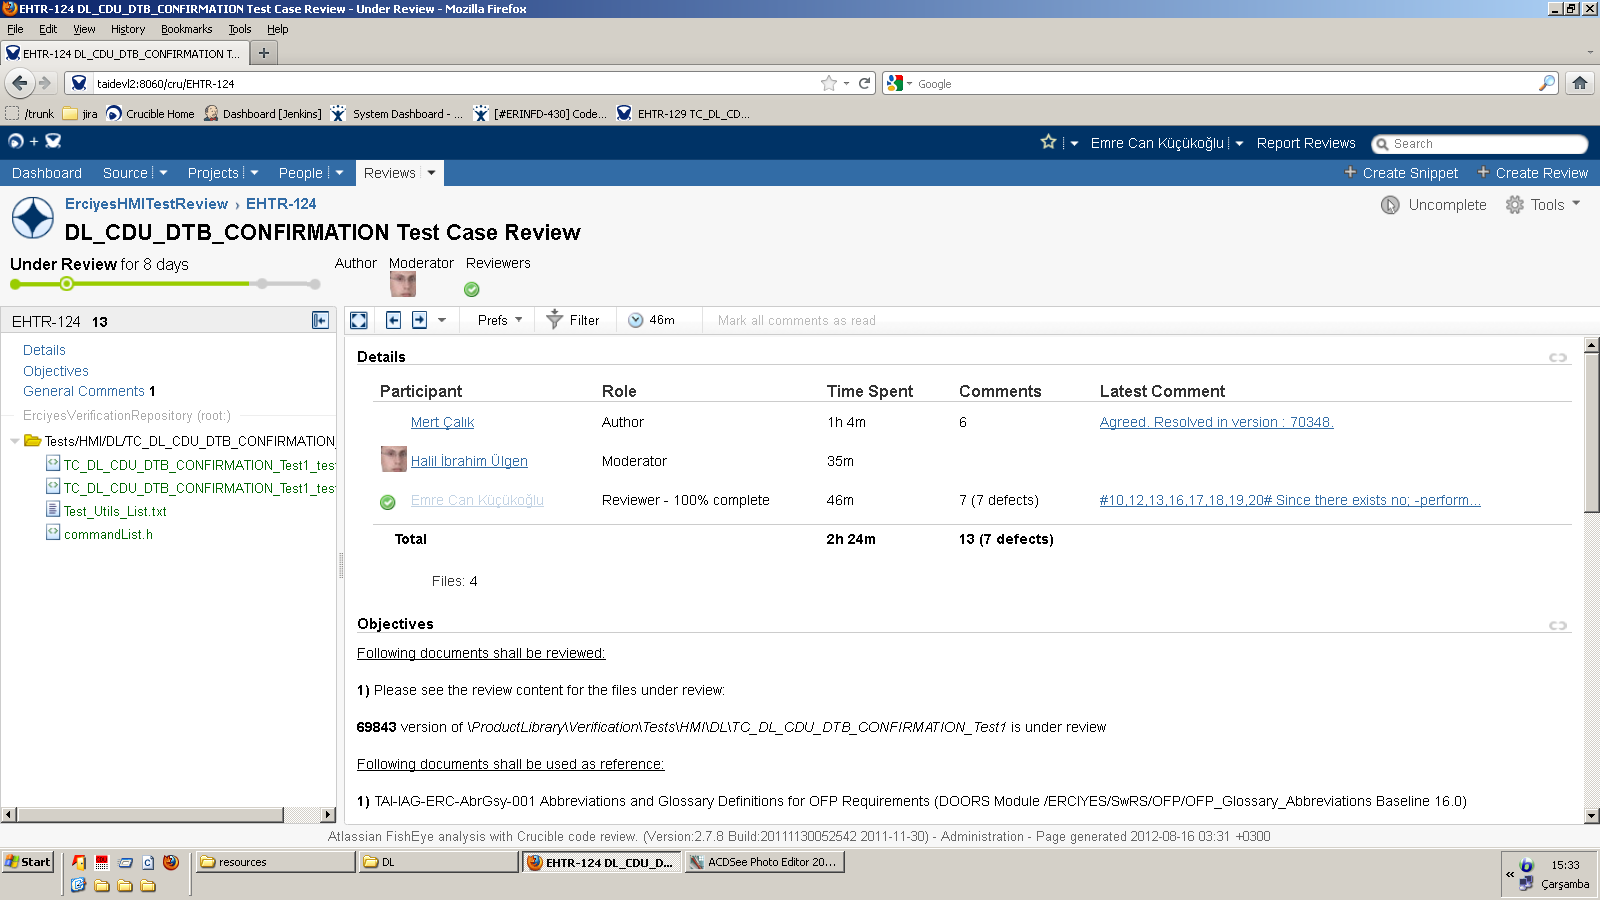 EHTR-124 DL_CDU_DTB_CONFIRMATION Test Case Review - Under Review - Mozilla Firefox
File Edit View History Bookmarks Tools Help
EHTR-124 DL_CDU_DTB_CONFIRMATION T...
taidevl2:8060/cru/EHTR-124
Google
/trunk jira Crucible Home Dashboard [Jenkins] System Dashboard - ... [#ERINFD-430] Code... EHTR-129 TC_DL_CD...
Emre Can Küçükoğlu Report Reviews Search
Dashboard Source Projects People Reviews + Create Snippet + Create Review
ErciyesHMITestReview › EHTR-124
Uncomplete Tools
DL_CDU_DTB_CONFIRMATION Test Case Review
Under Review for 8 days
Author Moderator Reviewers
EHTR-124 13
Prefs Filter 46m Mark all comments as read
Details
Objectives
General Comments 1
ErciyesVerificationRepository (root:)
Tests/HMI/DL/TC_DL_CDU_DTB_CONFIRMATION_
TC_DL_CDU_DTB_CONFIRMATION_Test1_test
TC_DL_CDU_DTB_CONFIRMATION_Test1_test
Test_Utils_List.txt
commandList.h
Details
Participant Role Time Spent Comments Latest Comment
Mert Çalık Author 1h 4m 6 Agreed. Resolved in version : 70348.
Halil İbrahim Ülgen Moderator 35m
Emre Can Küçükoğlu Reviewer - 100% complete 46m 7 (7 defects) #10,12,13,16,17,18,19,20# Since there exists no; -perform...
Total 2h 24m 13 (7 defects)
Files: 4
Objectives
Following documents shall be reviewed:
1) Please see the review content for the files under review:
69843 version of \ProductLibrary\Verification\Tests\HMI\DL\TC_DL_CDU_DTB_CONFIRMATION_Test1 is under review
Following documents shall be used as reference:
1) TAI-IAG-ERC-AbrGsy-001 Abbreviations and Glossary Definitions for OFP Requirements (DOORS Module /ERCIYES/SwRS/OFP/OFP_Glossary_Abbreviations Baseline 16.0)
Atlassian FishEye analysis with Crucible code review. (Version:2.7.8 Build:20111130052542 2011-11-30) - Administration - Page generated 2012-08-16 03:31 +0300
Start resources DL EHTR-124 DL_CDU_D... ACDSee Photo Editor 20... 15:33
Çarşamba